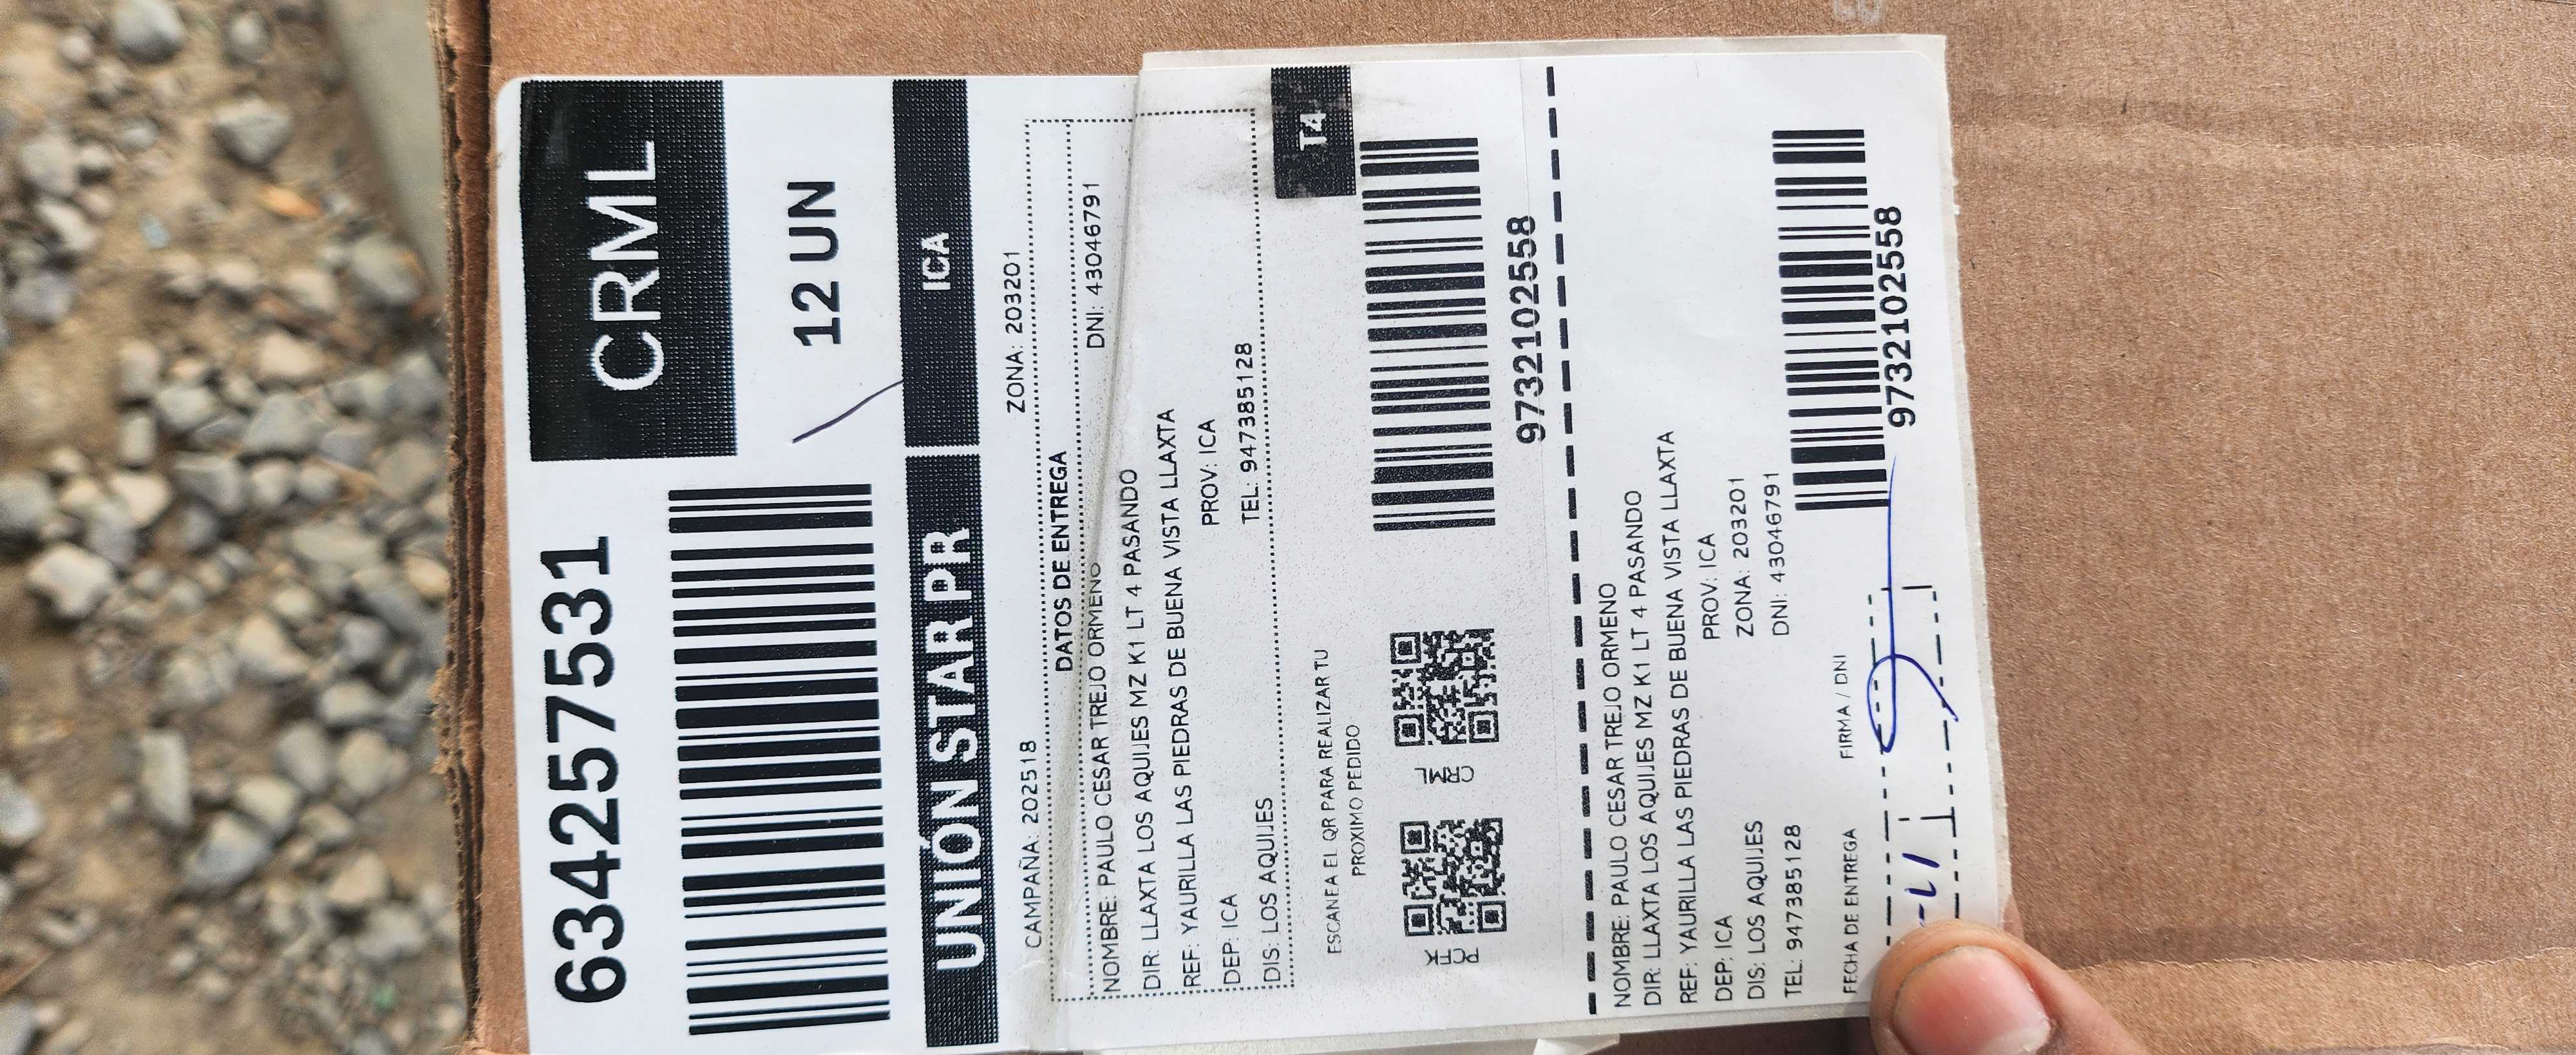 6342575531
CRML
12 UN
UNIÓN STAR PR
ICA
CAMPAÑA: 202518
ZONA: 203201
DATOS DE ENTREGA
DNI: 43046791
NOMBRE: PAULO CESAR TREJO ORMENO
DIR: LLAXTA LOS AQUIJES MZ K1 LT 4 PASANDO
REF: YAURILLA LAS PIEDRAS DE BUENA VISTA LLAXTA
DEP: ICA
PROV: ICA
DIS: LOS AQUIJES
TEL: 947385128
T4
ESCANEA EL QR PARA REALIZAR TU
PROXIMO PEDIDO
9732102558
NOMBRE: PAULO CESAR TREJO ORMENO
DIR: LLAXTA LOS AQUIJES MZ K1 LT 4 PASANDO
REF: YAURILLA LAS PIEDRAS DE BUENA VISTA LLAXTA
DEP: ICA
PROV: ICA
DIS: LOS AQUIJES
ZONA: 203201
TEL: 947385128
DNI: 43046791
9732102558
FECHA DE ENTREGA
FIRMA / DNI